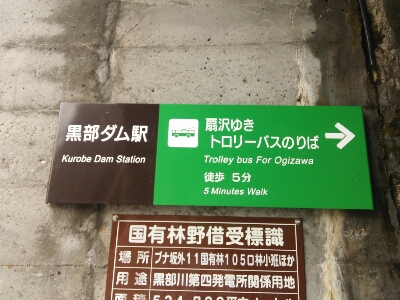 黒部ダム駅
Kurobe Dam Station
扇沢ゆき
トロリーバスのりば
Trolley bus For Ogizawa
徒歩 5分
5 Minutes Walk
国有林野借受標識
場所 ブナ坂外11国有林105ロ林小班ほか
用途 黒部川第四発電所関係用地